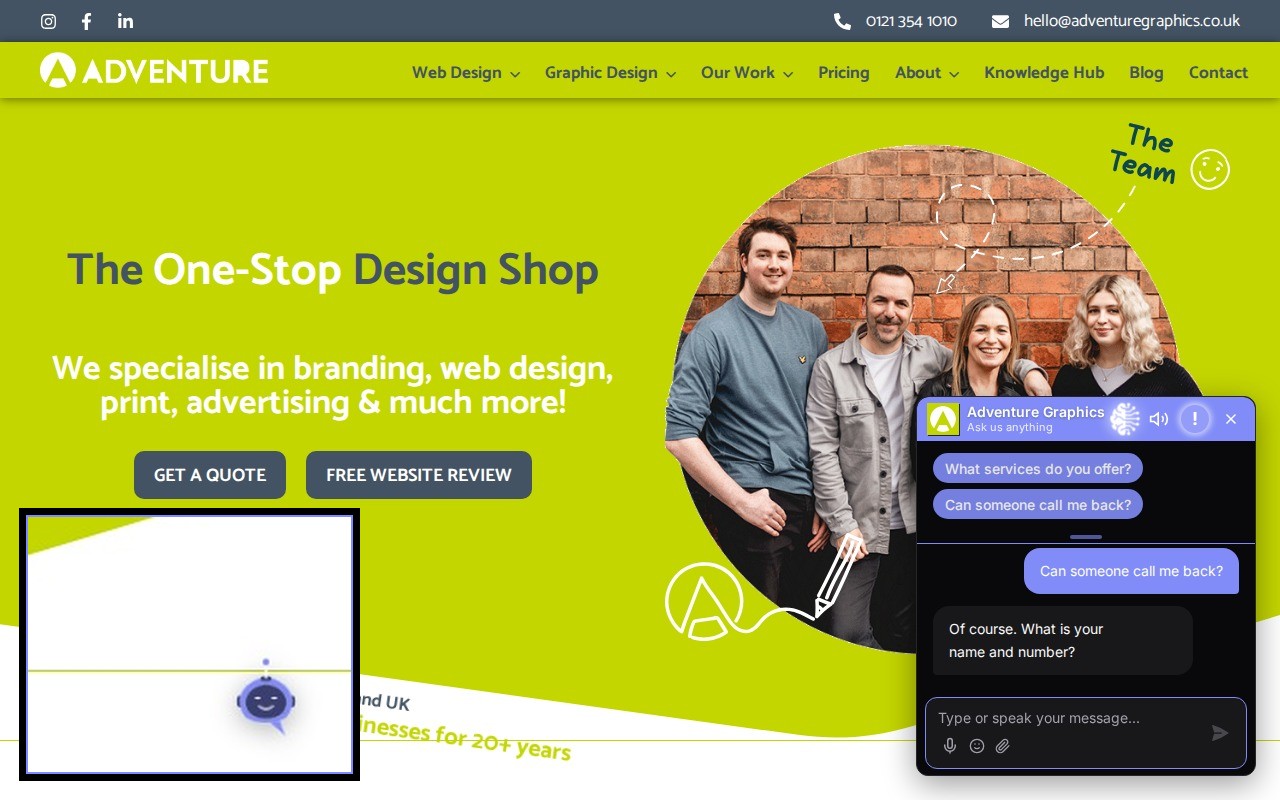 0121 354 1010
hello@adventuregraphics.co.uk
ADVENTURE
Web Design
Graphic Design
Our Work
Pricing
About
Knowledge Hub
Blog
Contact
The
Team
The One-Stop Design Shop
We specialise in branding, web design,
print, advertising & much more!
GET A QUOTE
FREE WEBSITE REVIEW
and UK
for 20+ years
Adventure Graphics
Ask us anything
!
What services do you offer?
Can someone call me back?
Can someone call me back?
Of course. What is your
name and number?
Type or speak your message...